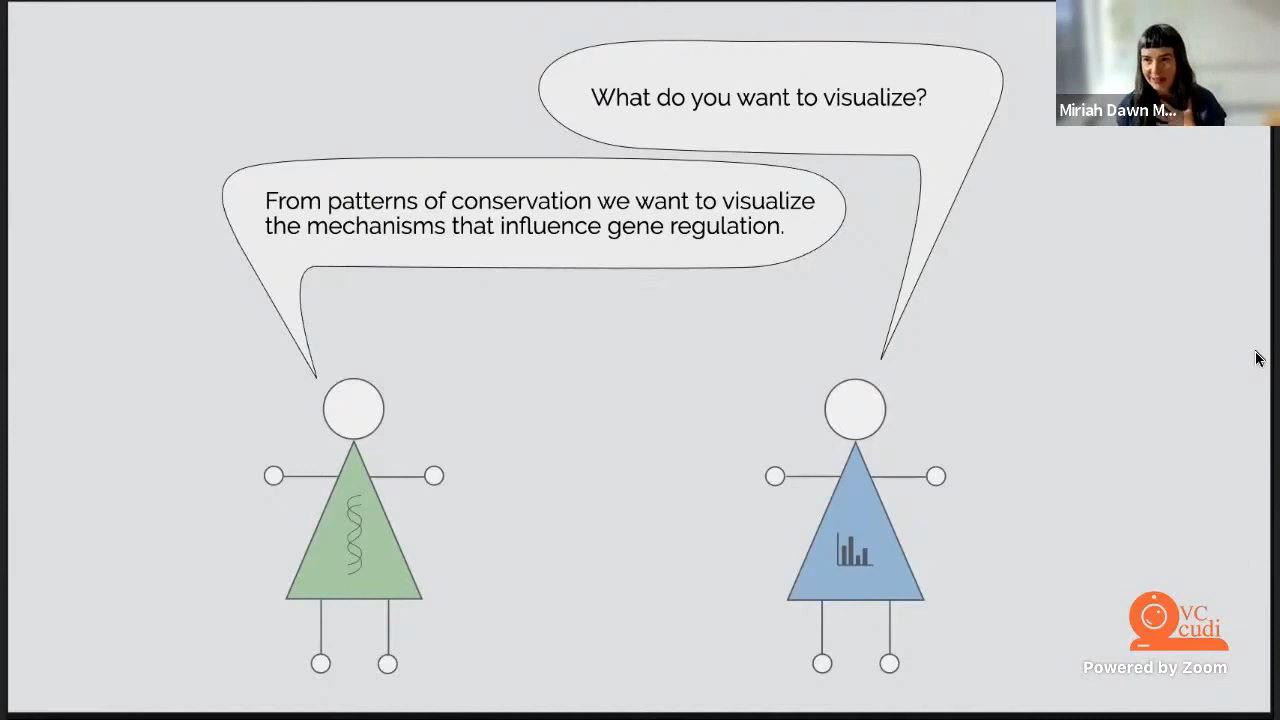 What do you want to visualize?
From patterns of conservation we want to visualize
the mechanisms that influence gene regulation.
Miriah Dawn M...
VC
cudi
Powered by Zoom